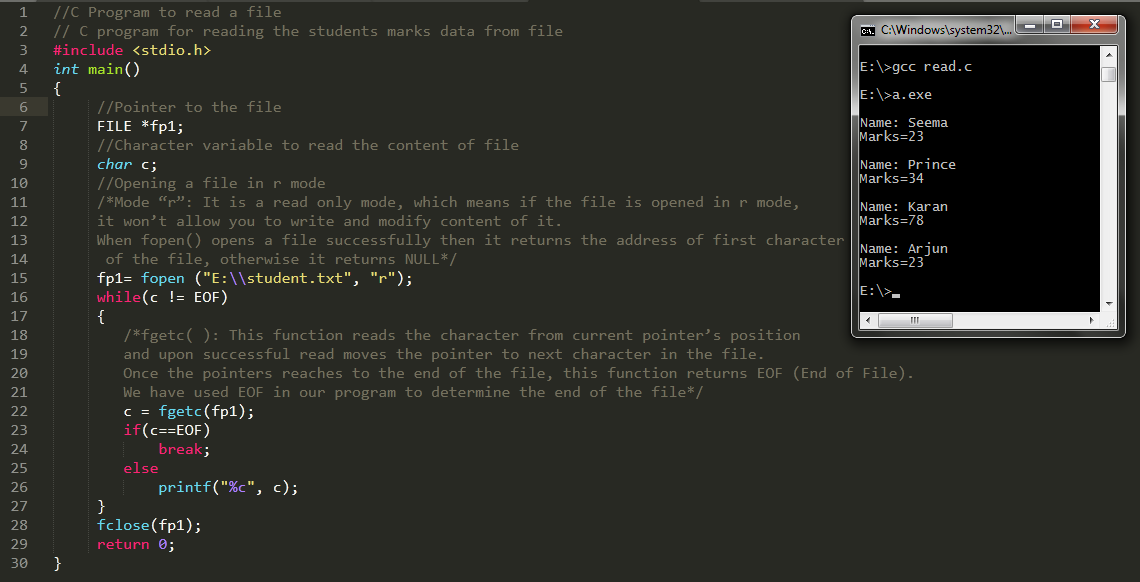 1 //C Program to read a file
2 // C program for reading the students marks data from file
3 #include <stdio.h>
4 int main()
5 {
6 //Pointer to the file
7 FILE *fp1;
8 //Character variable to read the content of file
9 char c;
10 //Opening a file in r mode
11 /*Mode “r”: It is a read only mode, which means if the file is opened in r mode,
12 it won’t allow you to write and modify content of it.
13 When fopen() opens a file successfully then it returns the address of first character
14 of the file, otherwise it returns NULL*/
15 fp1= fopen ("E:\\student.txt", "r");
16 while(c != EOF)
17 {
18 /*fgetc( ): This function reads the character from current pointer’s position
19 and upon successful read moves the pointer to next character in the file.
20 Once the pointers reaches to the end of the file, this function returns EOF (End of File).
21 We have used EOF in our program to determine the end of the file*/
22 c = fgetc(fp1);
23 if(c==EOF)
24 break;
25 else
26 printf("%c", c);
27 }
28 fclose(fp1);
29 return 0;
30 }
C:\Windows\system32\...
E:\>gcc read.c
E:\>a.exe
Name: Seema
Marks=23
Name: Prince
Marks=34
Name: Karan
Marks=78
Name: Arjun
Marks=23
E:\>_